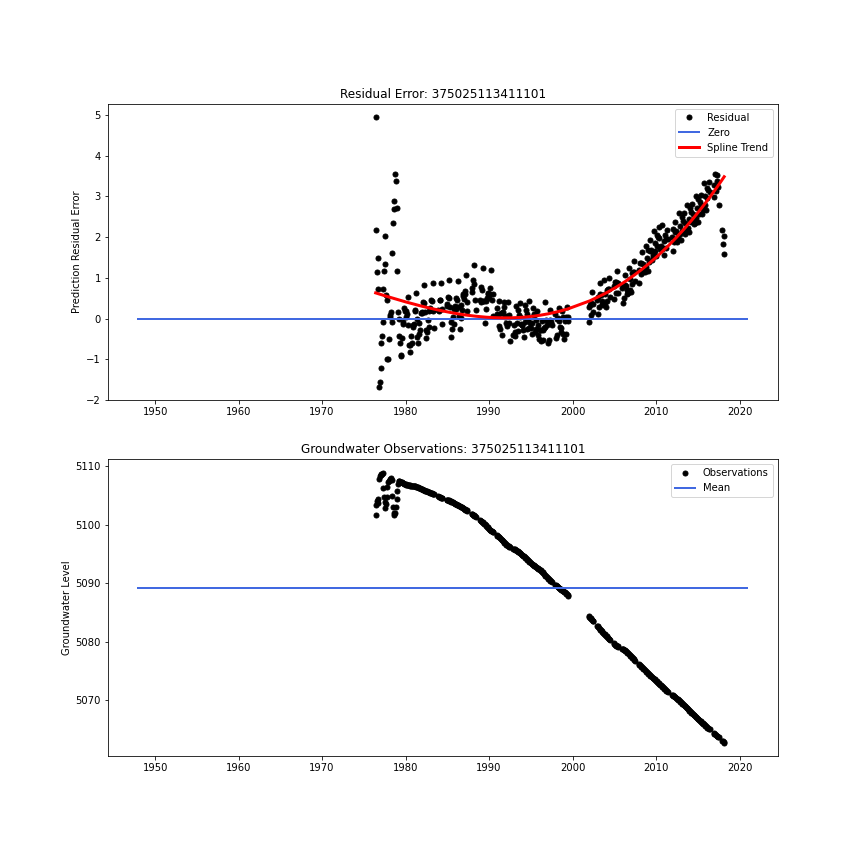 Residual Error: 375025113411101
Prediction Residual Error
5
4
3
2
1
0
−1
−2
Residual
Zero
Spline Trend
1950 1960 1970 1980 1990 2000 2010 2020
Groundwater Observations: 375025113411101
Groundwater Level
5110
5100
5090
5080
5070
Observations
Mean
1950 1960 1970 1980 1990 2000 2010 2020